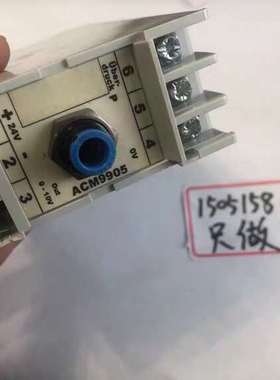 Über-
druck P
6
5
4
0V
+
24V
-
2
3
Out
0-10V
ACM9905
1505158
只做